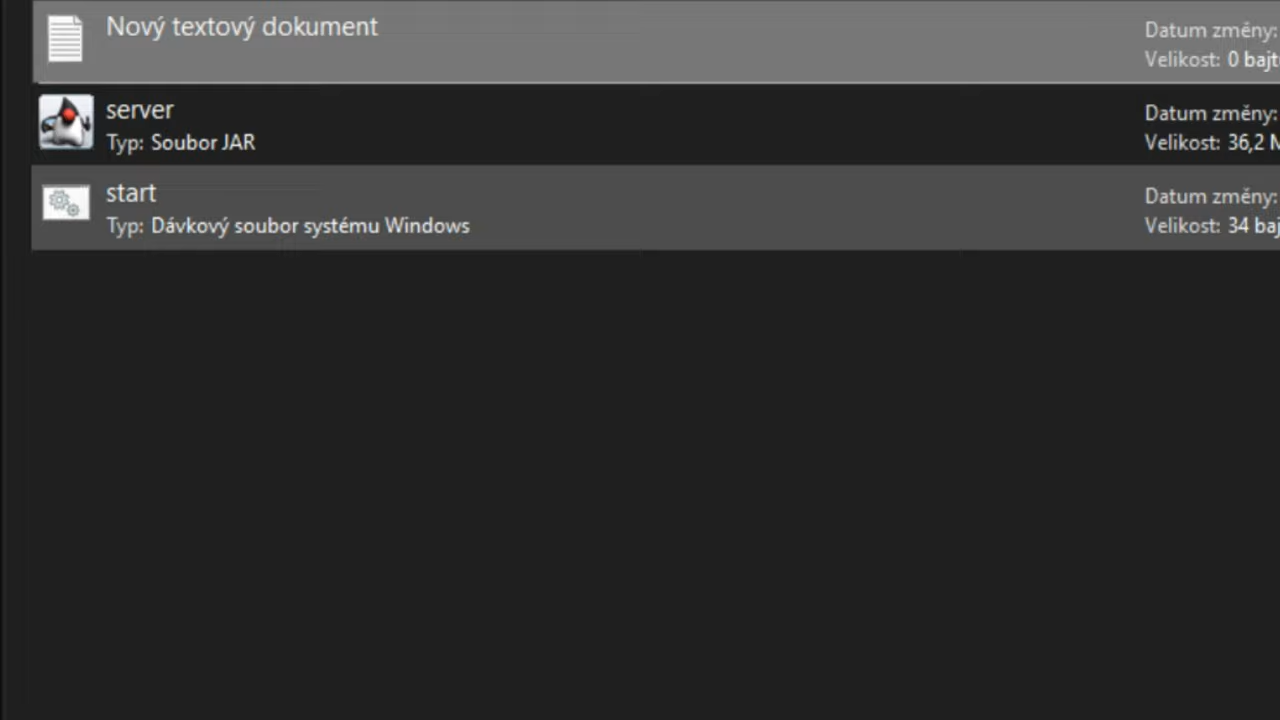 Nový textový dokument
Datum změny:
Velikost: 0 bajt
server
Datum změny:
Typ: Soubor JAR
Velikost: 36,2 M
start
Datum změny:
Typ: Dávkový soubor systému Windows
Velikost: 34 baj